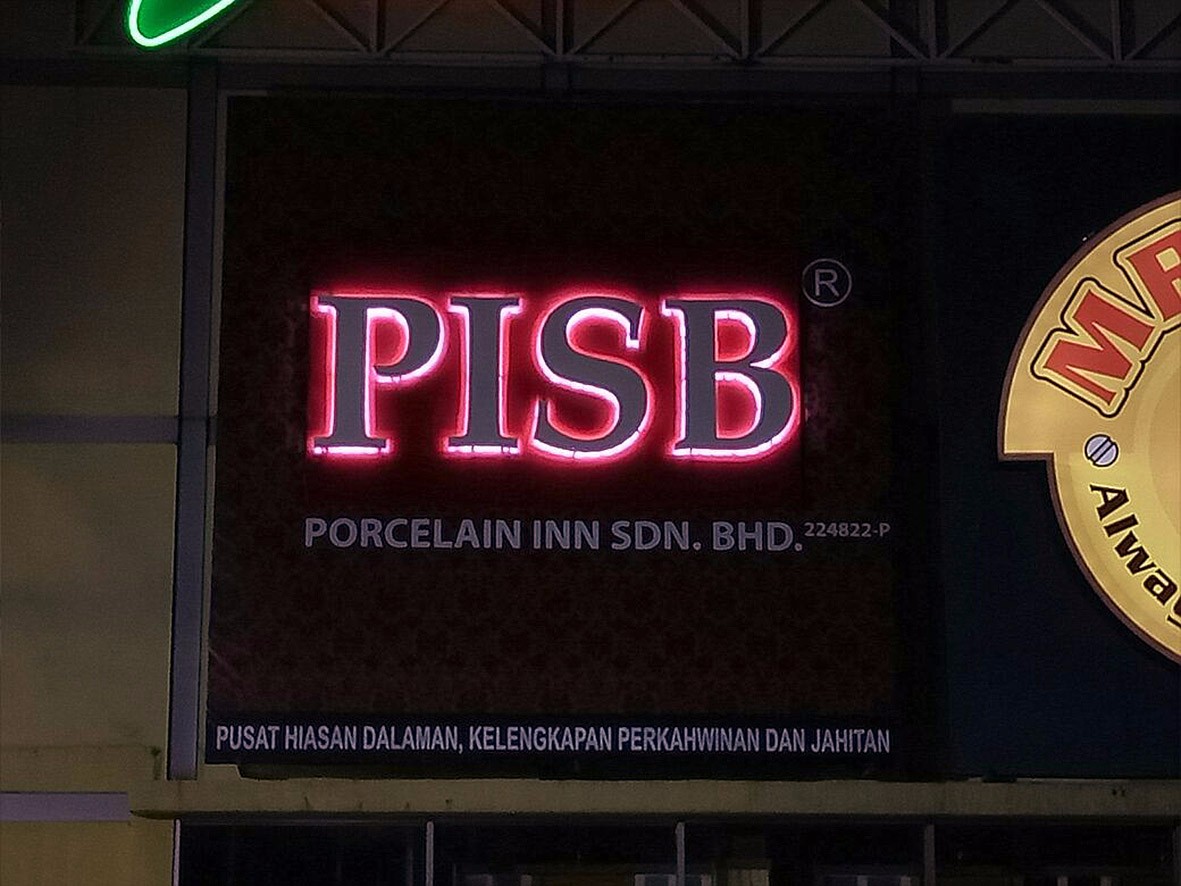 PISB ®
PORCELAIN INN SDN. BHD. 224822-P
PUSAT HIASAN DALAMAN, KELENGKAPAN PERKAHWINAN DAN JAHITAN